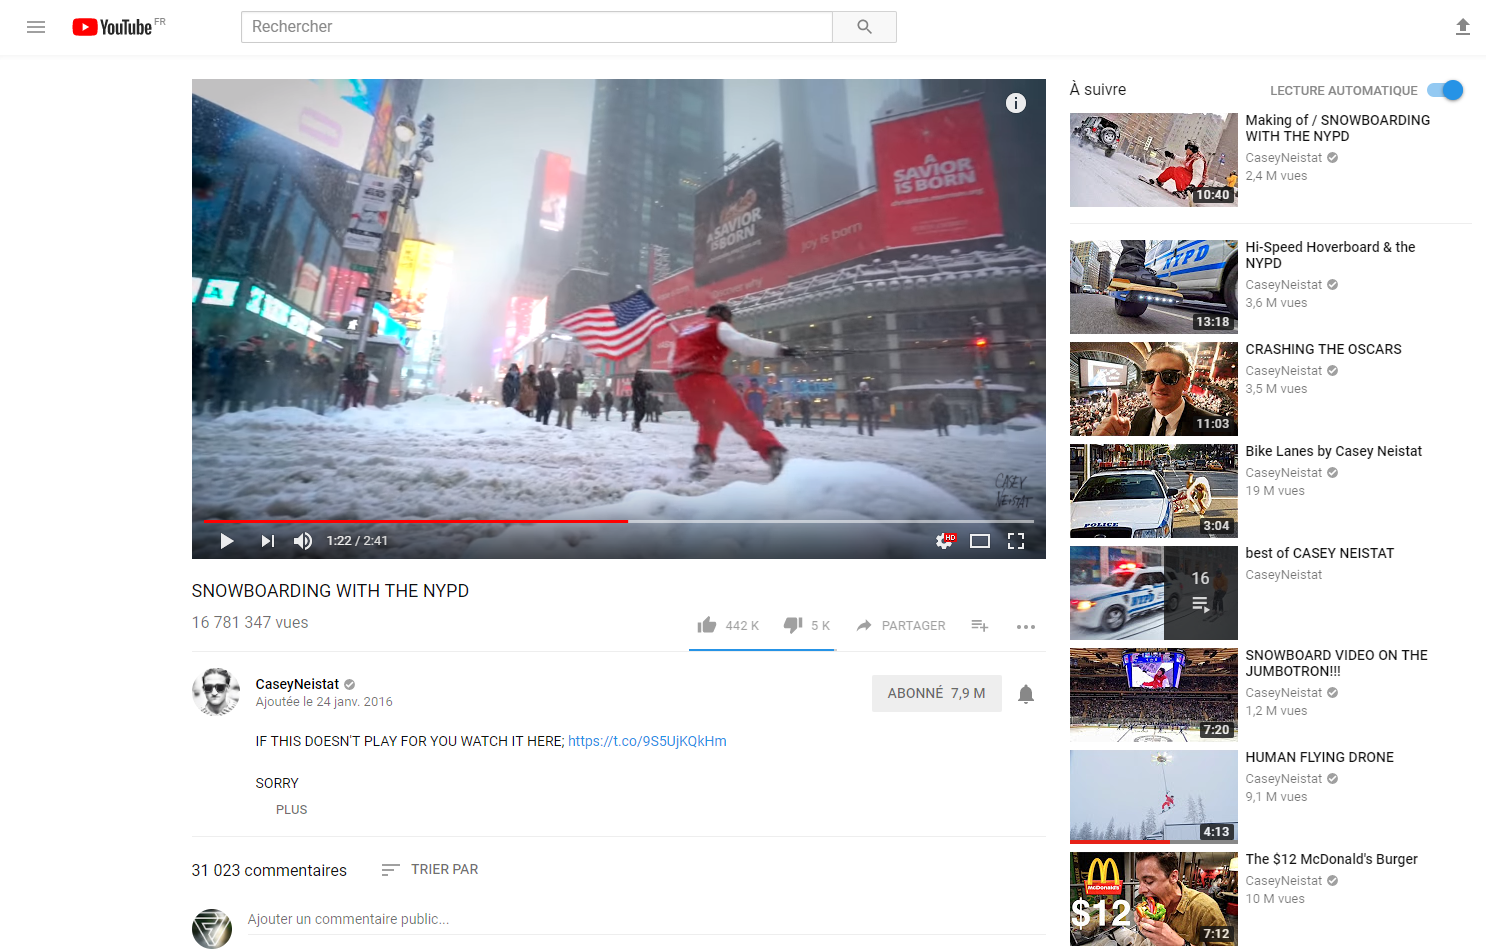 YouTube FR
Rechercher
A
SAVIOR
IS BORN
A SAVIOR
IS BORN
joy is born
CASEY
NEISTAT
1:22 / 2:41
HD
SNOWBOARDING WITH THE NYPD
16 781 347 vues
442 K
5 K
PARTAGER
CaseyNeistat
Ajoutée le 24 janv. 2016
ABONNÉ 7,9 M
IF THIS DOESN'T PLAY FOR YOU WATCH IT HERE; https://t.co/9S5UjKQkHm
SORRY
PLUS
31 023 commentaires
TRIER PAR
Ajouter un commentaire public...
À suivre
LECTURE AUTOMATIQUE
Making of / SNOWBOARDING
WITH THE NYPD
CaseyNeistat
2,4 M vues
10:40
Hi-Speed Hoverboard & the
NYPD
CaseyNeistat
3,6 M vues
NYPD
13:18
CRASHING THE OSCARS
CaseyNeistat
3,5 M vues
11:03
Bike Lanes by Casey Neistat
CaseyNeistat
19 M vues
POLICE
3:04
best of CASEY NEISTAT
CaseyNeistat
16
NYPD
SNOWBOARD VIDEO ON THE
JUMBOTRON!!!
CaseyNeistat
1,2 M vues
7:20
HUMAN FLYING DRONE
CaseyNeistat
9,1 M vues
4:13
The $12 McDonald's Burger
CaseyNeistat
10 M vues
McDonald's
$12
7:12